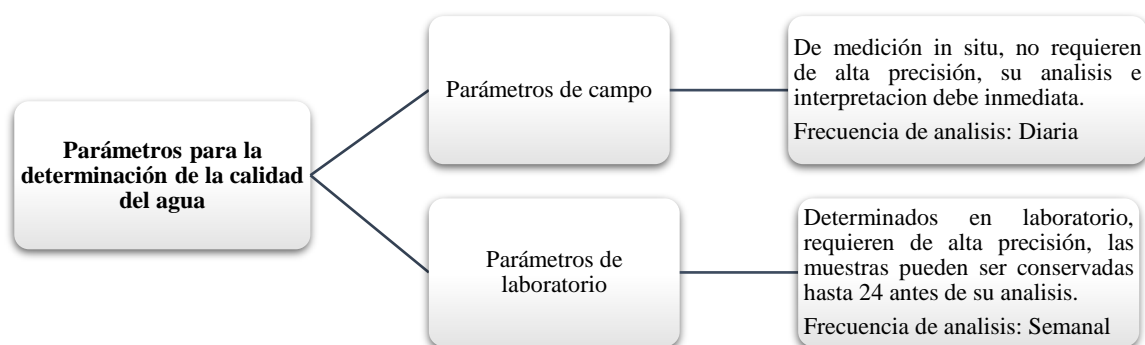 Parámetros para la
determinación de la calidad
del agua
Parámetros de campo
De medición in situ, no requieren
de alta precisión, su analisis e
interpretacion debe inmediata.
Frecuencia de analisis: Diaria
Parámetros de
laboratorio
Determinados en laboratorio,
requieren de alta precisión, las
muestras pueden ser conservadas
hasta 24 antes de su analisis.
Frecuencia de analisis: Semanal